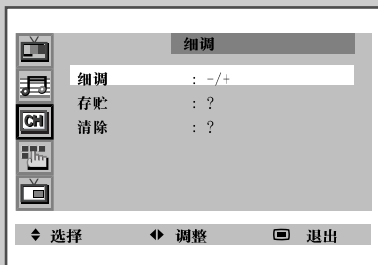 细调
细调 : -/+
存贮 : ?
清除 : ?
CH
选择 调整 退出